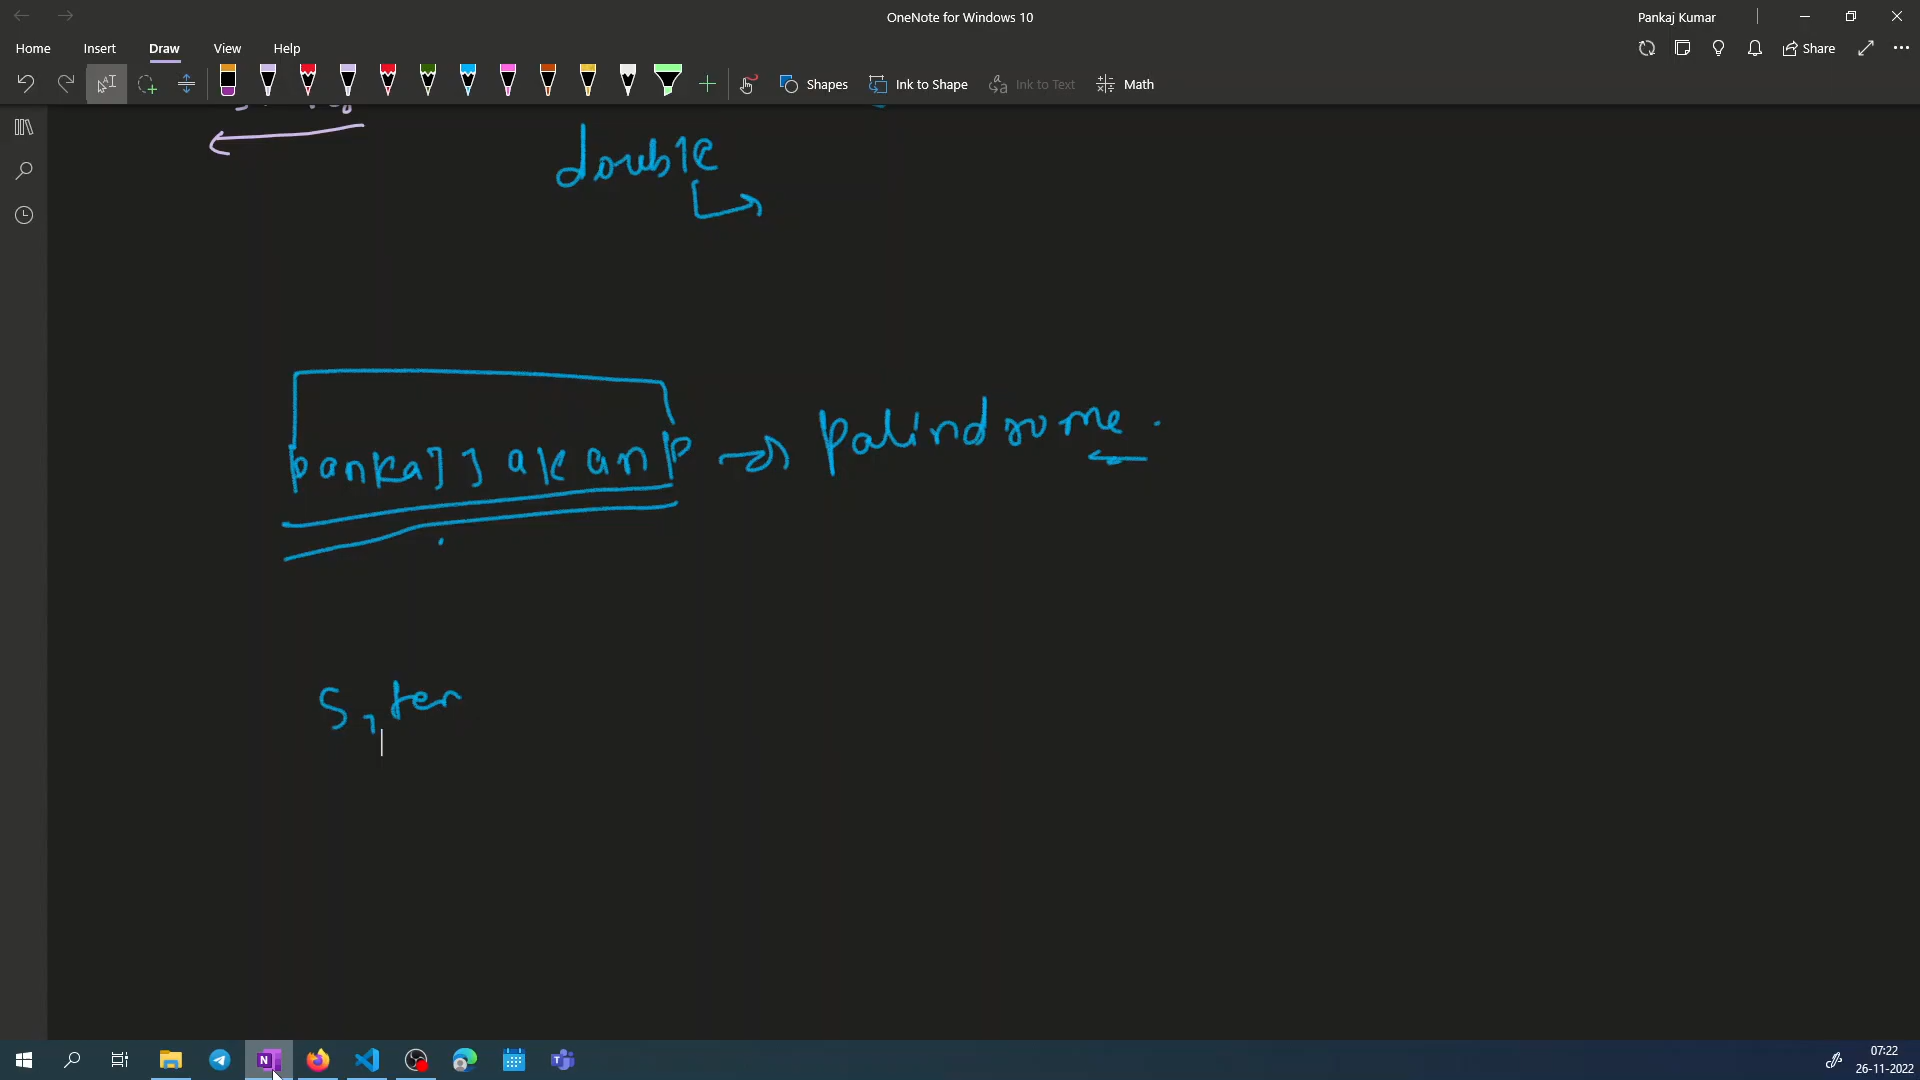 OneNote for Windows 10
Pankaj Kumar
Home Insert Draw View Help
Share
Shapes Ink to Shape Ink to Text Math
double
pankajjakanp → palindrome.
S, ten
07:22
26-11-2022